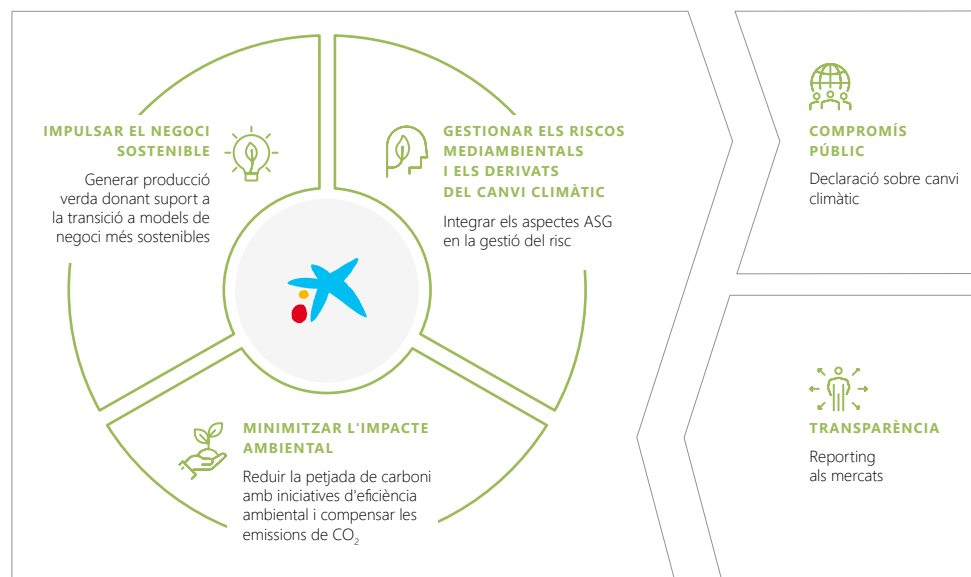 IMPULSAR EL NEGOCI
SOSTENIBLE
Generar producció
verda donant suport a
la transició a models de
negoci més sostenibles
GESTIONAR ELS RISCOS
MEDIAMBIENTALS
I ELS DERIVATS
DEL CANVI CLIMÀTIC
Integrar els aspectes ASG
en la gestió del risc
MINIMITZAR L'IMPACTE
AMBIENTAL
Reduir la petjada de carboni
amb iniciatives d'eficiència
ambiental i compensar les
emissions de CO₂
COMPROMÍS
PÚBLIC
Declaració sobre canvi
climàtic
TRANSPARÈNCIA
Reporting
als mercats